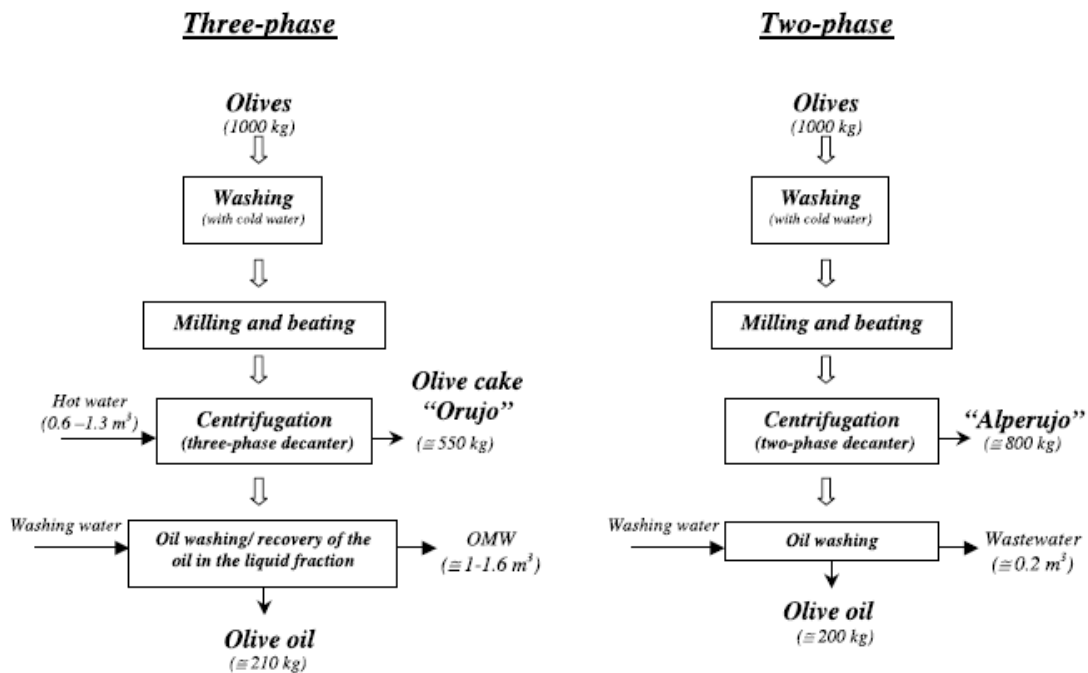 Three-phase
Olives
(1000 kg)
Washing
(with cold water)
Milling and beating
Hot water
(0.6 –1.3 m³)
Centrifugation
(three-phase decanter)
Olive cake
“Orujo”
(≅550 kg)
Washing water
Oil washing/ recovery of the
oil in the liquid fraction
OMW
(≅1-1.6 m³)
Olive oil
(≅210 kg)
Two-phase
Olives
(1000 kg)
Washing
(with cold water)
Milling and beating
Centrifugation
(two-phase decanter)
“Alperujo”
(≅800 kg)
Washing water
Oil washing
Wastewater
(≅0.2 m³)
Olive oil
(≅200 kg)